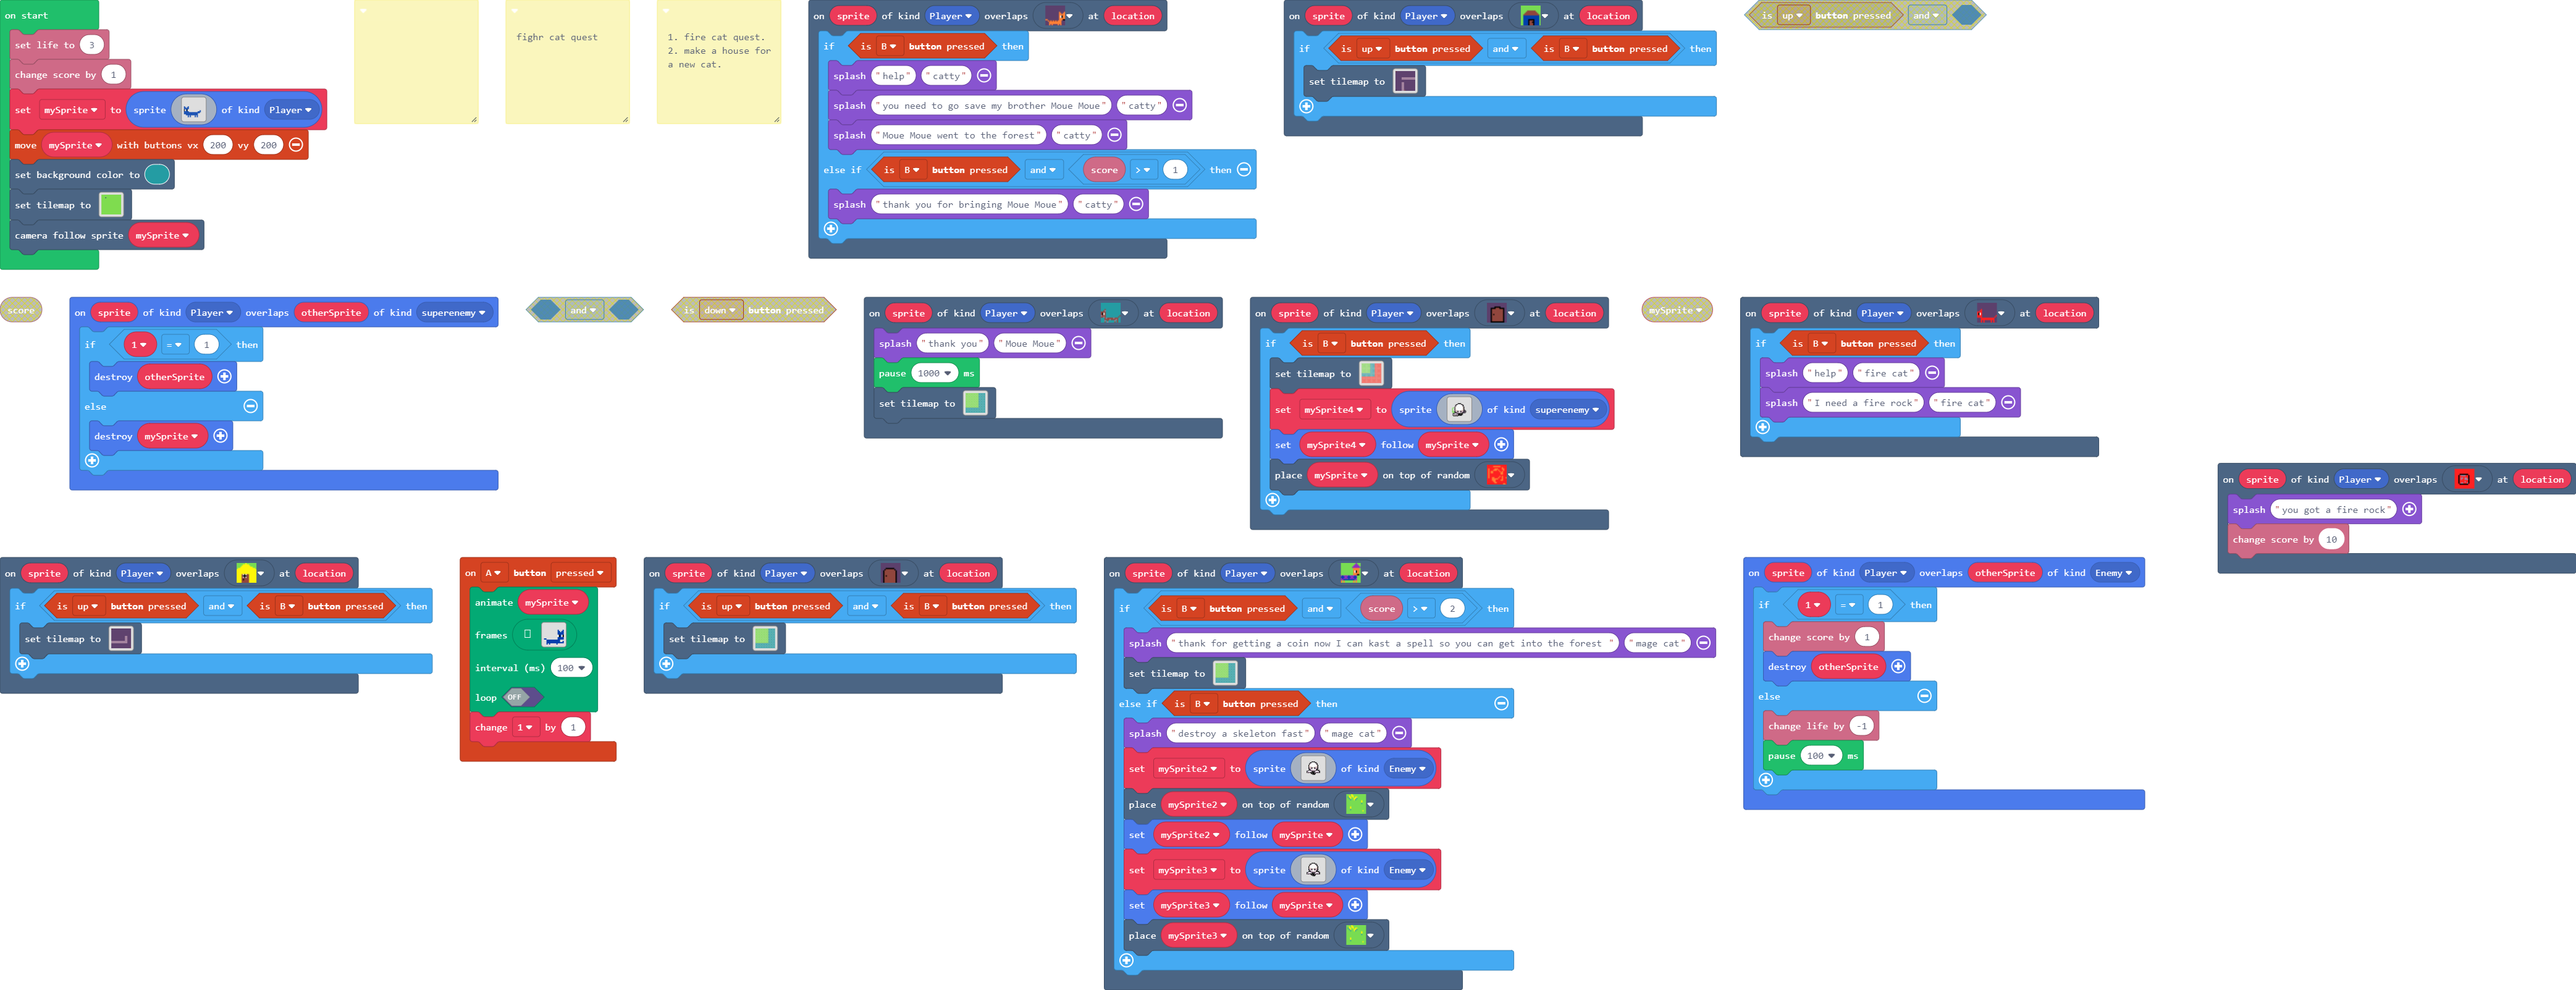 on start
set life to 3
change score by 1
set mySprite to sprite of kind Player
move mySprite with buttons vx 200 vy 200
set background color to
set tilemap to
camera follow sprite mySprite
fighr cat quest
1. fire cat quest.
2. make a house for
a new cat.
on sprite of kind Player overlaps at location
if is B button pressed then
splash "help" "catty"
splash "you need to go save my brother Moue Moue" "catty"
splash "Moue Moue went to the forest" "catty"
else if is B button pressed and score > 1 then
splash "thank you for bringing Moue Moue" "catty"
on sprite of kind Player overlaps at location
if is up button pressed and is B button pressed then
set tilemap to
is up button pressed and
score
on sprite of kind Player overlaps otherSprite of kind superenemy
if 1 = 1 then
destroy otherSprite
else
destroy mySprite
and
is down button pressed
on sprite of kind Player overlaps at location
splash "thank you" "Moue Moue"
pause 1000 ms
set tilemap to
on sprite of kind Player overlaps at location
if is B button pressed then
set tilemap to
set mySprite4 to sprite of kind superenemy
set mySprite4 follow mySprite
place mySprite on top of random
mySprite
on sprite of kind Player overlaps at location
if is B button pressed then
splash "help" "fire cat"
splash "I need a fire rock" "fire cat"
on sprite of kind Player overlaps at location
splash "you got a fire rock"
change score by 10
on sprite of kind Player overlaps at location
if is up button pressed and is B button pressed then
set tilemap to
on A button pressed
animate mySprite
frames
interval (ms) 100
loop OFF
change 1 by 1
on sprite of kind Player overlaps at location
if is up button pressed and is B button pressed then
set tilemap to
on sprite of kind Player overlaps at location
if is B button pressed and score > 2 then
splash "thank for getting a coin now I can kast a spell so you can get into the forest " "mage cat"
set tilemap to
else if is B button pressed then
splash "destroy a skeleton fast" "mage cat"
set mySprite2 to sprite of kind Enemy
place mySprite2 on top of random
set mySprite2 follow mySprite
set mySprite3 to sprite of kind Enemy
set mySprite3 follow mySprite
place mySprite3 on top of random
on sprite of kind Player overlaps otherSprite of kind Enemy
if 1 = 1 then
change score by 1
destroy otherSprite
else
change life by -1
pause 100 ms